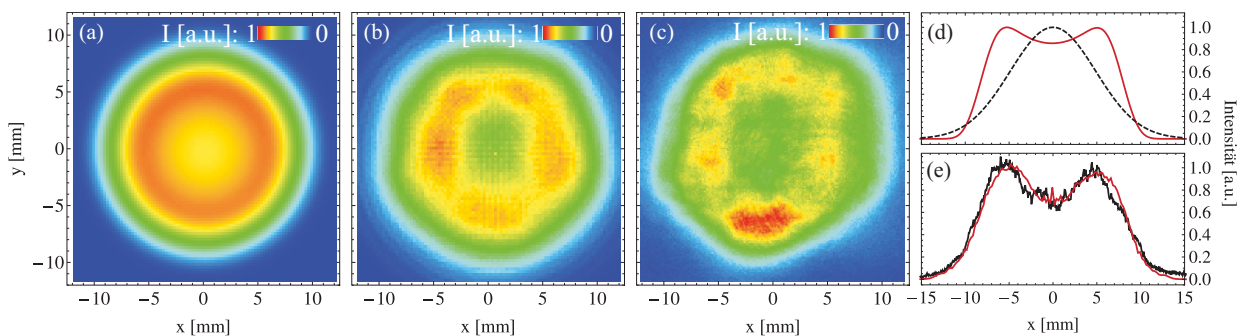 (a) I [a.u.]: 1 0
(b) I [a.u.]: 1 0
(c) I [a.u.]: 1 0
(d)
(e)
10
5
0
−5
−10
y [mm]
−10 −5 0 5 10
x [mm]
−10 −5 0 5 10
x [mm]
−10 −5 0 5 10
x [mm]
1.0
0.8
0.6
0.4
0.2
0.0
1.0
0.8
0.6
0.4
0.2
0.0
Intensität [a.u.]
−15 −10 −5 0 5 10 15
x [mm]